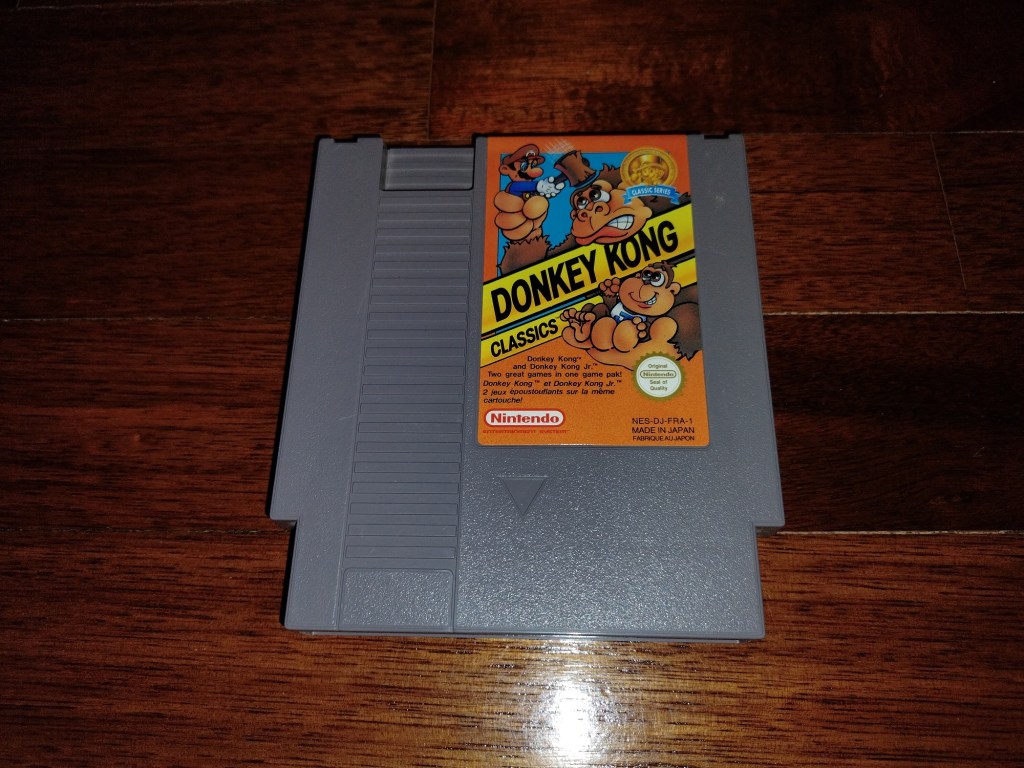 CLASSIC SERIES
DONKEY KONG
CLASSICS
Donkey Kong™
and Donkey Kong Jr.™
Two great games in one game pak!
Donkey Kong™ et Donkey Kong Jr.™
2 jeux époustouflants sur la même
cartouche!
Original
Nintendo
Seal of
Quality
Nintendo
NES-DJ-FRA-1
MADE IN JAPAN
FABRIQUE AU JAPON